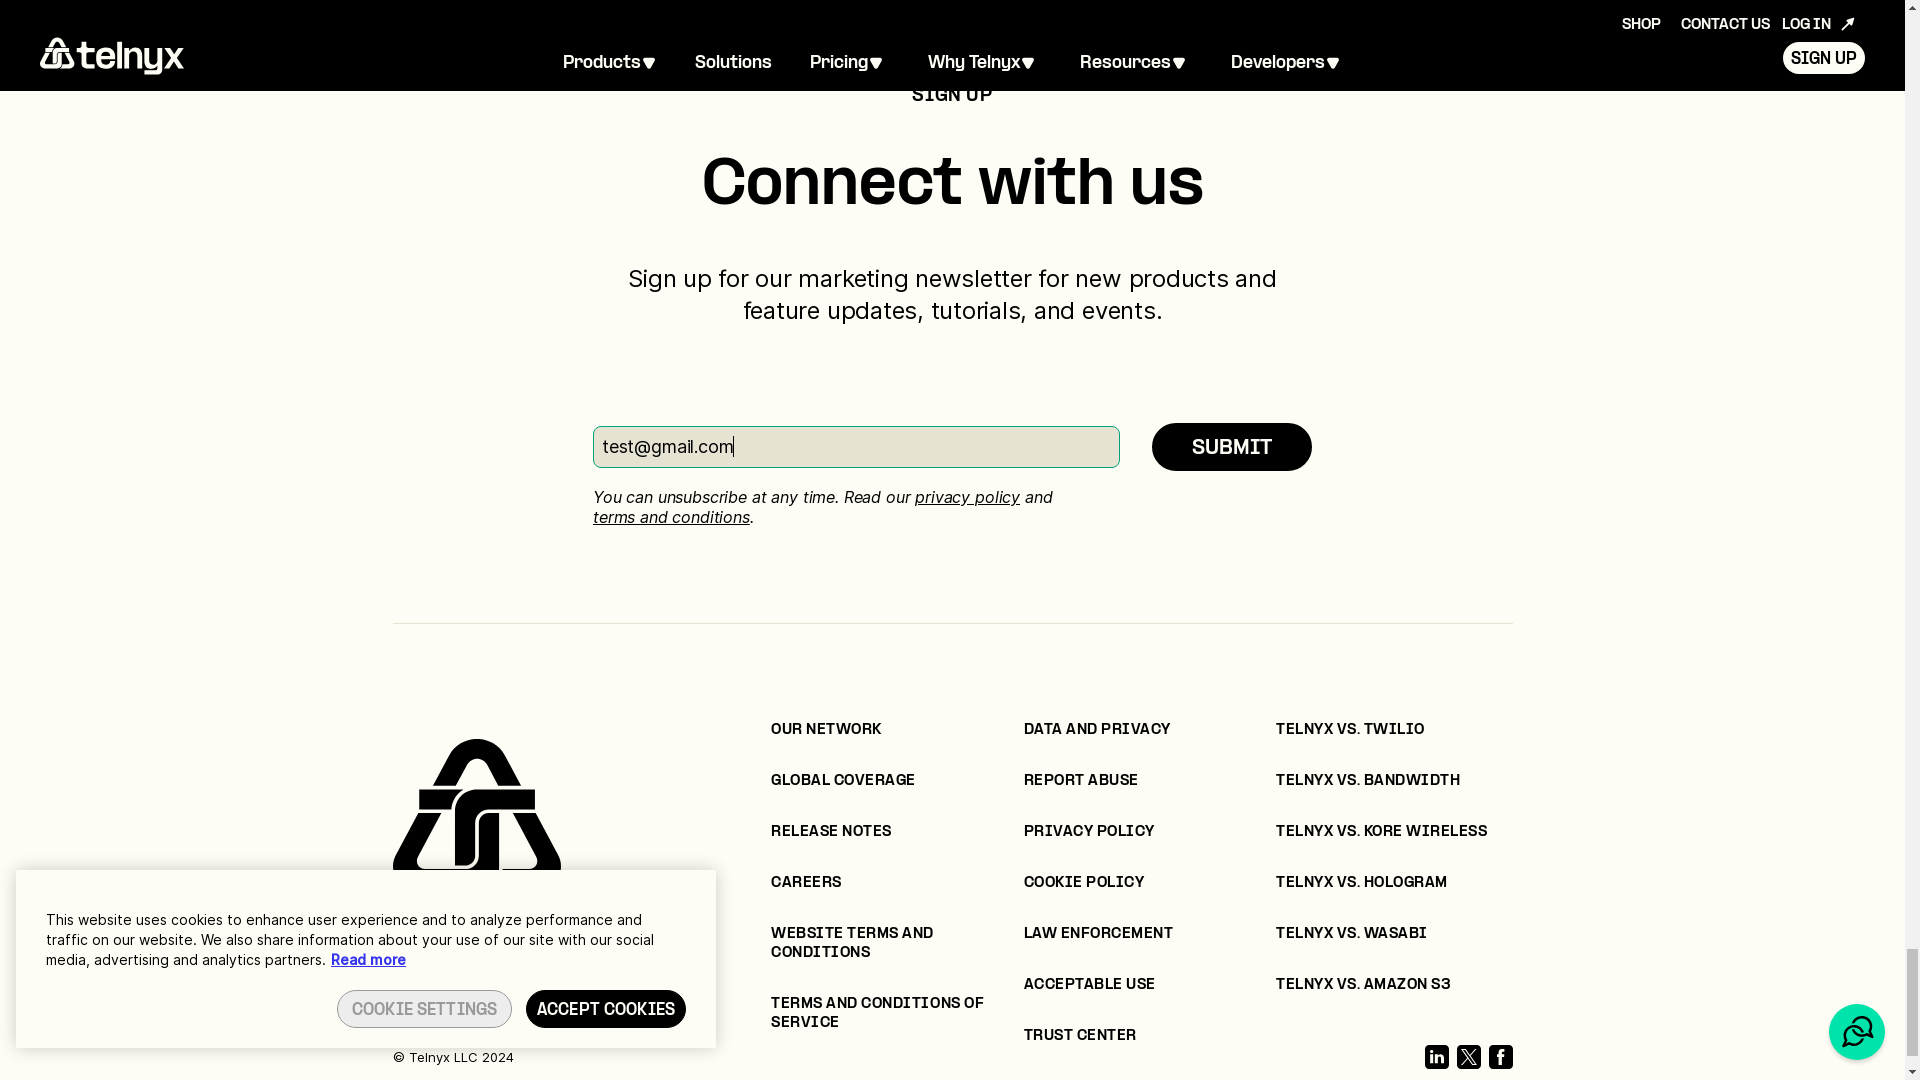 SHOP
CONTACT US
LOG IN
telnyx
Products
Solutions
Pricing
Why Telnyx
Resources
Developers
SIGN UP
SIGN UP
Connect with us
Sign up for our marketing newsletter for new products and
feature updates, tutorials, and events.
test@gmail.com
SUBMIT
You can unsubscribe at any time. Read our privacy policy and
terms and conditions.
OUR NETWORK
GLOBAL COVERAGE
RELEASE NOTES
CAREERS
WEBSITE TERMS AND
CONDITIONS
TERMS AND CONDITIONS OF
SERVICE
DATA AND PRIVACY
REPORT ABUSE
PRIVACY POLICY
COOKIE POLICY
LAW ENFORCEMENT
ACCEPTABLE USE
TRUST CENTER
TELNYX VS. TWILIO
TELNYX VS. BANDWIDTH
TELNYX VS. KORE WIRELESS
TELNYX VS. HOLOGRAM
TELNYX VS. WASABI
TELNYX VS. AMAZON S3
This website uses cookies to enhance user experience and to analyze performance and
traffic on our website. We also share information about your use of our site with our social
media, advertising and analytics partners. Read more
COOKIE SETTINGS
ACCEPT COOKIES
© Telnyx LLC 2024